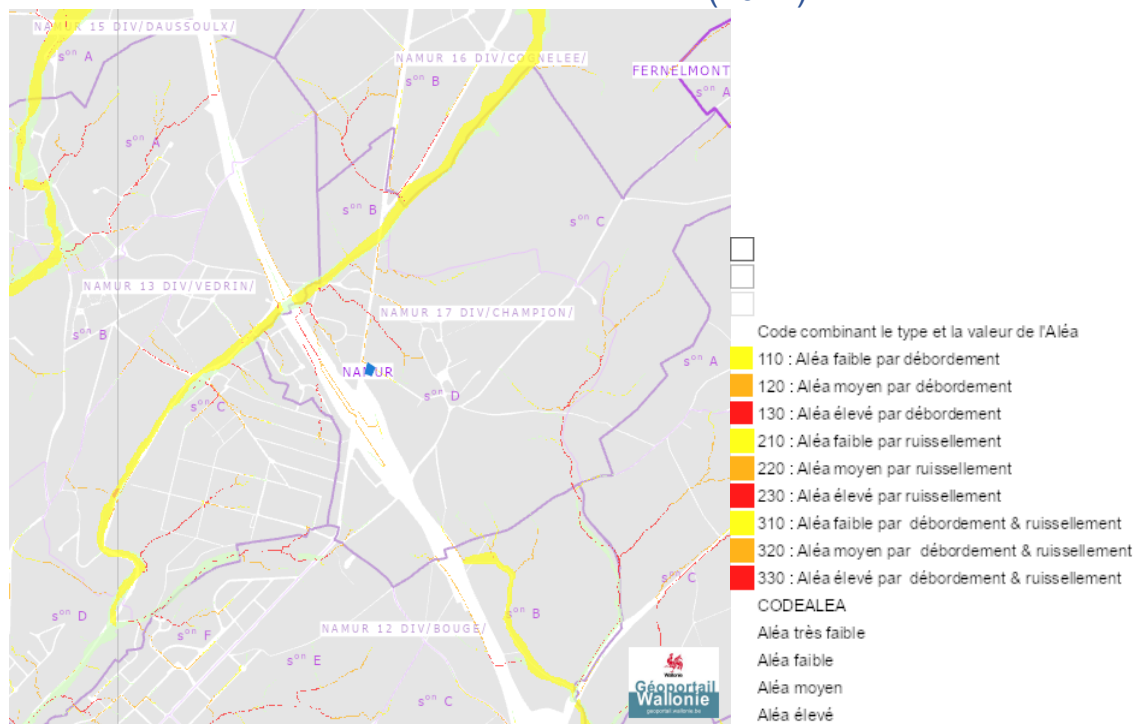 NAMUR 15 DIV/DAUSSOULX/
sᵒⁿ A
NAMUR 16 DIV/COGNELEE/
sᵒⁿ B
FERNELMONT
sᵒⁿ A
sᵒⁿ A
sᵒⁿ B
sᵒⁿ C
NAMUR 13 DIV/VEDRIN/
NAMUR 17 DIV/CHAMPION/
sᵒⁿ B
sᵒⁿ A
NAMUR
sᵒⁿ D
sᵒⁿ C
sᵒⁿ C
sᵒⁿ D
sᵒⁿ F
NAMUR 12 DIV/BOUGE/
sᵒⁿ B
sᵒⁿ E
sᵒⁿ C
Wallonie
Géoportail
Wallonie
geoportail.wallonie.be
Code combinant le type et la valeur de l'Aléa
110 : Aléa faible par débordement
120 : Aléa moyen par débordement
130 : Aléa élevé par débordement
210 : Aléa faible par ruissellement
220 : Aléa moyen par ruissellement
230 : Aléa élevé par ruissellement
310 : Aléa faible par débordement & ruissellement
320 : Aléa moyen par débordement & ruissellement
330 : Aléa élevé par débordement & ruissellement
CODEALEA
Aléa très faible
Aléa faible
Aléa moyen
Aléa élevé